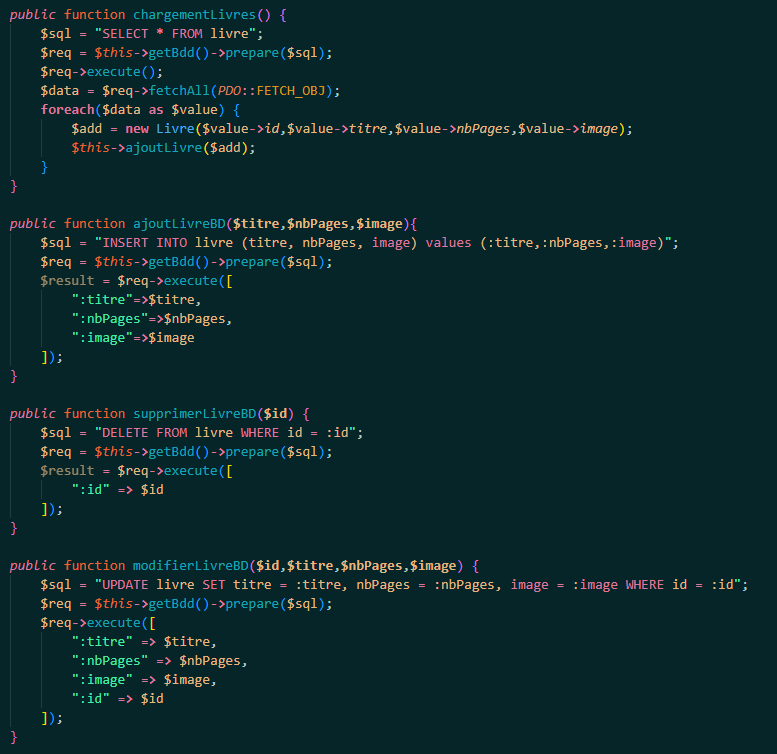 public function chargementLivres() {
    $sql = "SELECT * FROM livre";
    $req = $this->getBdd()->prepare($sql);
    $req->execute();
    $data = $req->fetchAll(PDO::FETCH_OBJ);
    foreach($data as $value) {
        $add = new Livre($value->id,$value->titre,$value->nbPages,$value->image);
        $this->ajoutLivre($add);
    }
}

public function ajoutLivreBD($titre,$nbPages,$image){
    $sql = "INSERT INTO livre (titre, nbPages, image) values (:titre,:nbPages,:image)";
    $req = $this->getBdd()->prepare($sql);
    $result = $req->execute([
        ":titre"=>$titre,
        ":nbPages"=>$nbPages,
        ":image"=>$image
    ]);
}

public function supprimerLivreBD($id) {
    $sql = "DELETE FROM livre WHERE id = :id";
    $req = $this->getBdd()->prepare($sql);
    $result = $req->execute([
        ":id" => $id
    ]);
}

public function modifierLivreBD($id,$titre,$nbPages,$image) {
    $sql = "UPDATE livre SET titre = :titre, nbPages = :nbPages, image = :image WHERE id = :id";
    $req = $this->getBdd()->prepare($sql);
    $req->execute([
        ":titre" => $titre,
        ":nbPages" => $nbPages,
        ":image" => $image,
        ":id" => $id
    ]);
}